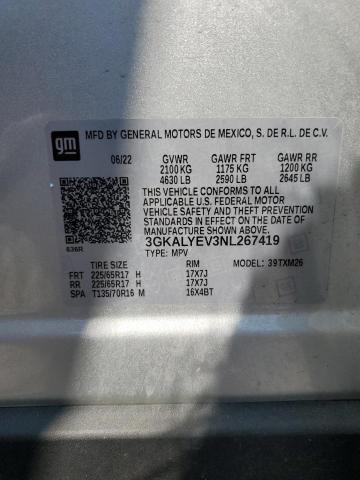 gm
MFD BY GENERAL MOTORS DE MEXICO, S. DE R.L. DE C.V.
06/22 GVWR GAWR FRT GAWR RR
2100 KG 1175 KG 1200 KG
4630 LB 2590 LB 2645 LB
THIS VEHICLE CONFORMS TO ALL
APPLICABLE U.S. FEDERAL MOTOR
VEHICLE SAFETY AND THEFT
PREVENTION STANDARDS IN EFFECT ON
THE DATE OF MANUFACTURE SHOWN ABOVE.
3GKALYEV3NL267419
636R TYPE: MPV
TIRE SIZE RIM MODEL: 39TXM26
FRT 225/65R17 H 17X7J
RR 225/65R17 H 17X7J
SPA T135/70R16 M 16X4BT